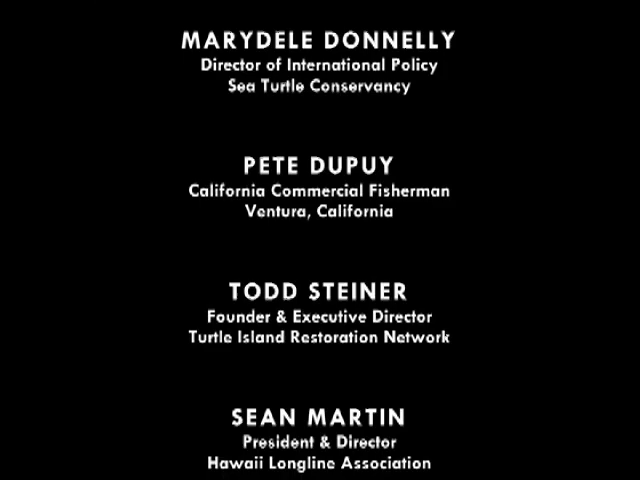 MARYDELE DONNELLY
Director of International Policy
Sea Turtle Conservancy
PETE DUPUY
California Commercial Fisherman
Ventura, California
TODD STEINER
Founder & Executive Director
Turtle Island Restoration Network
SEAN MARTIN
President & Director
Hawaii Longline Association